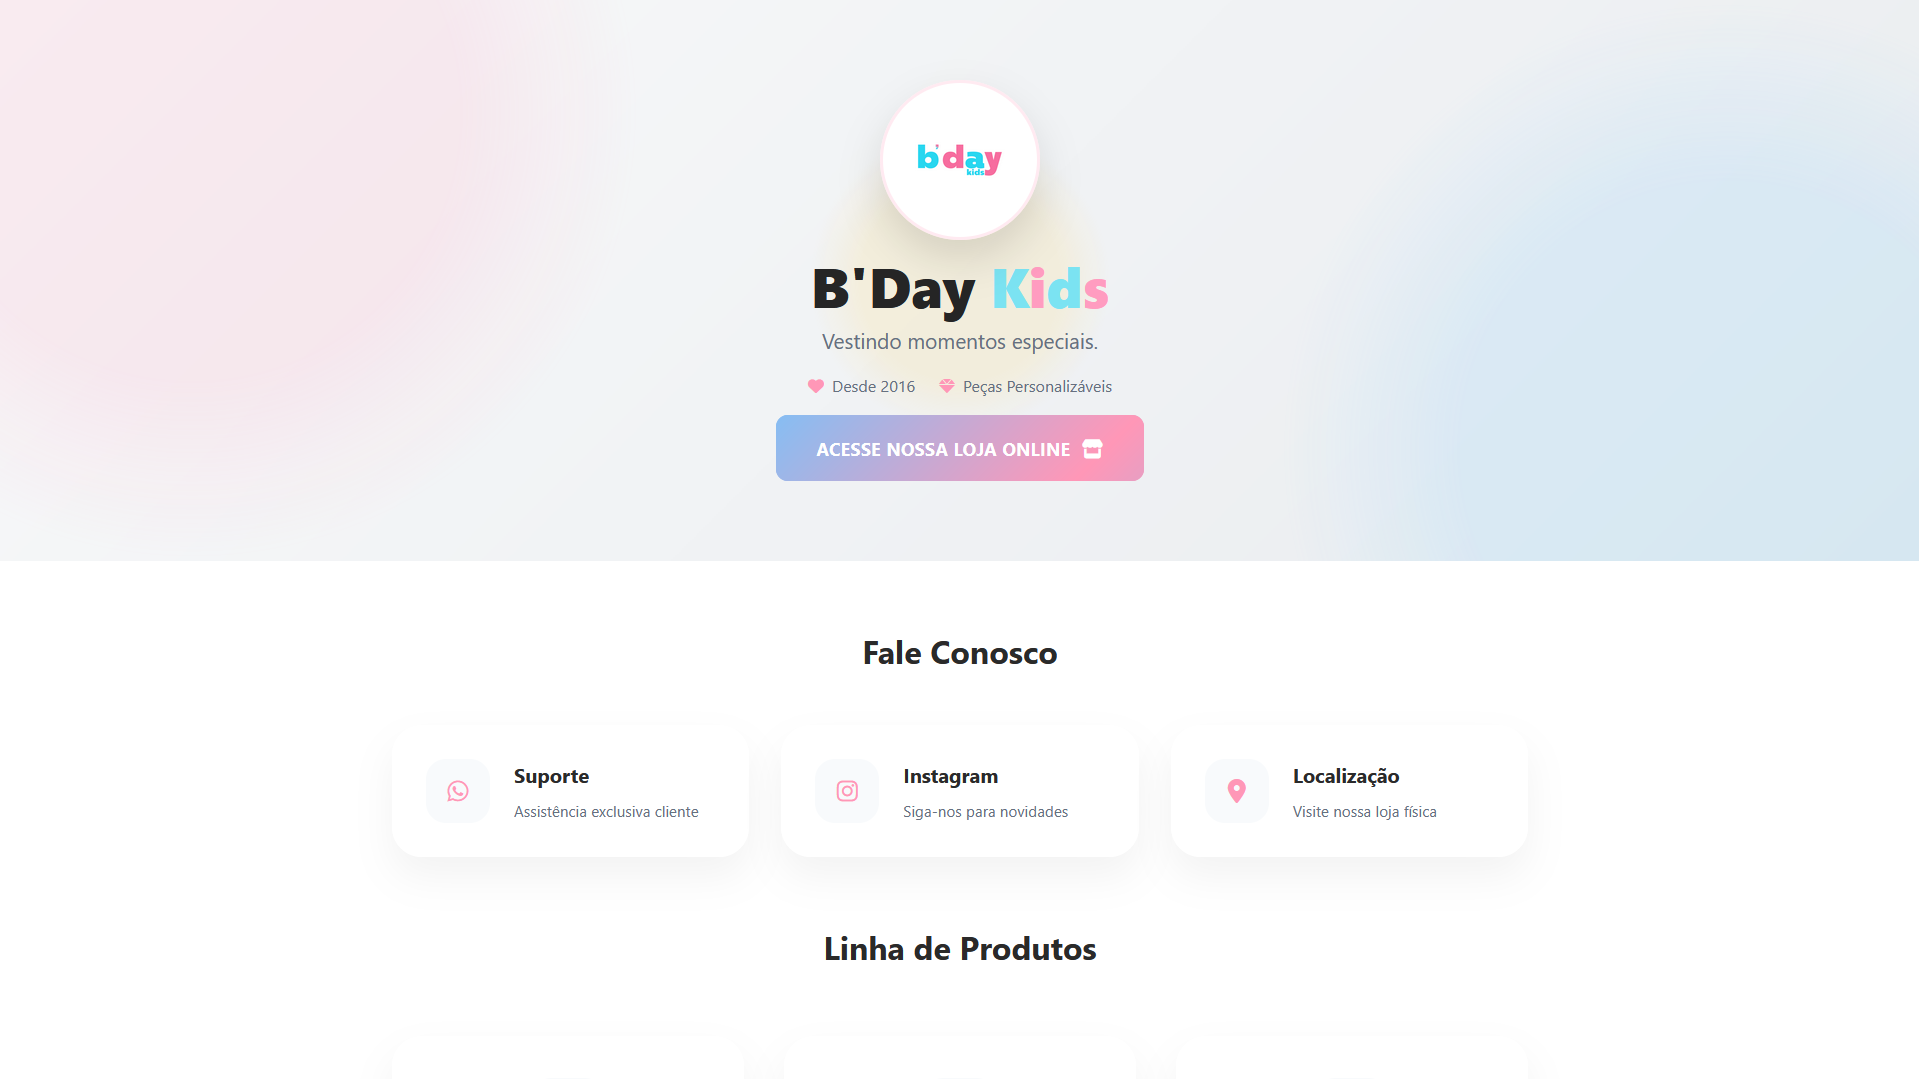 b'day
kids
B'Day Kids
Vestindo momentos especiais.
Desde 2016 Peças Personalizáveis
ACESSE NOSSA LOJA ONLINE
Fale Conosco
Suporte
Assistência exclusiva cliente
Instagram
Siga-nos para novidades
Localização
Visite nossa loja física
Linha de Produtos